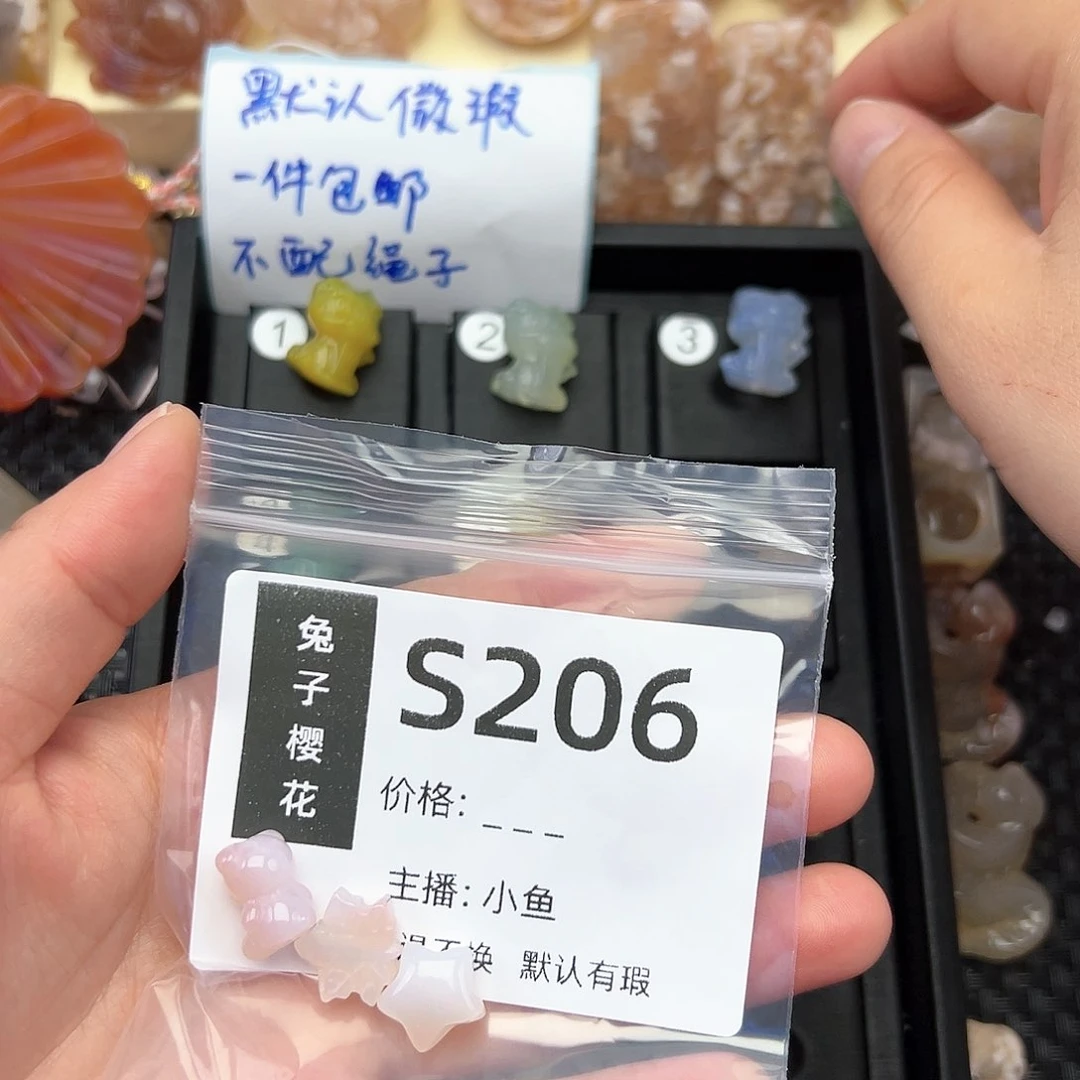 默认微瑕
一件包邮
不配绳子
1
2
3
兔子樱花
S206
价格: _ _ _
主播: 小鱼
换 默认有瑕